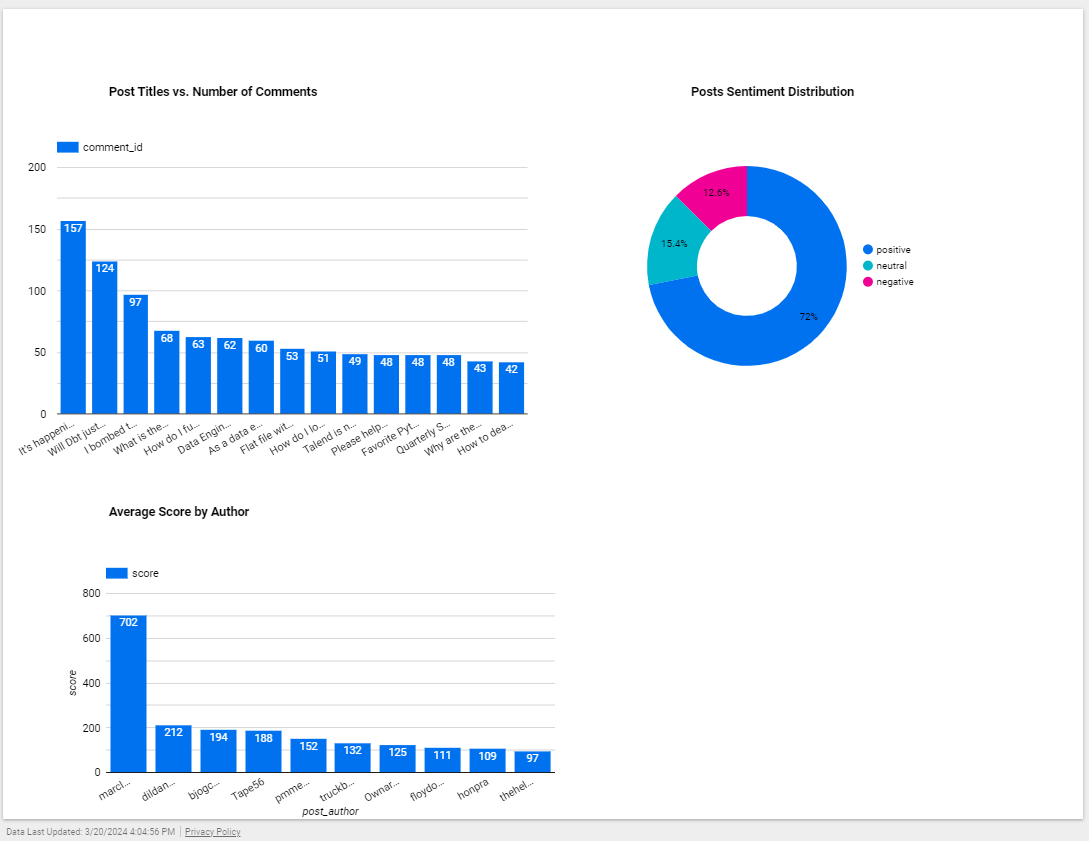 Post Titles vs. Number of Comments
comment_id
200
150
100
50
0
157
124
97
68
63
62
60
53
51
49
48
48
48
43
42
It's happeni...
Will Dbt just...
I bombed t...
What is the...
How do I fu...
Data Engin...
As a data e...
Flat file wit...
How do I lo...
Talend is n...
Please help...
Favorite Pyt...
Quarterly S...
Why are the...
How to dea...
Posts Sentiment Distribution
12.6%
15.4%
72%
positive
neutral
negative
Average Score by Author
score
800
600
400
200
0
score
702
212
194
188
152
132
125
111
109
97
marcl...
dildan...
bjogc...
Tape56
pmme...
truckb...
Ownar...
floydo...
honpra
thehel...
post_author
Data Last Updated: 3/20/2024 4:04:56 PM
Privacy Policy